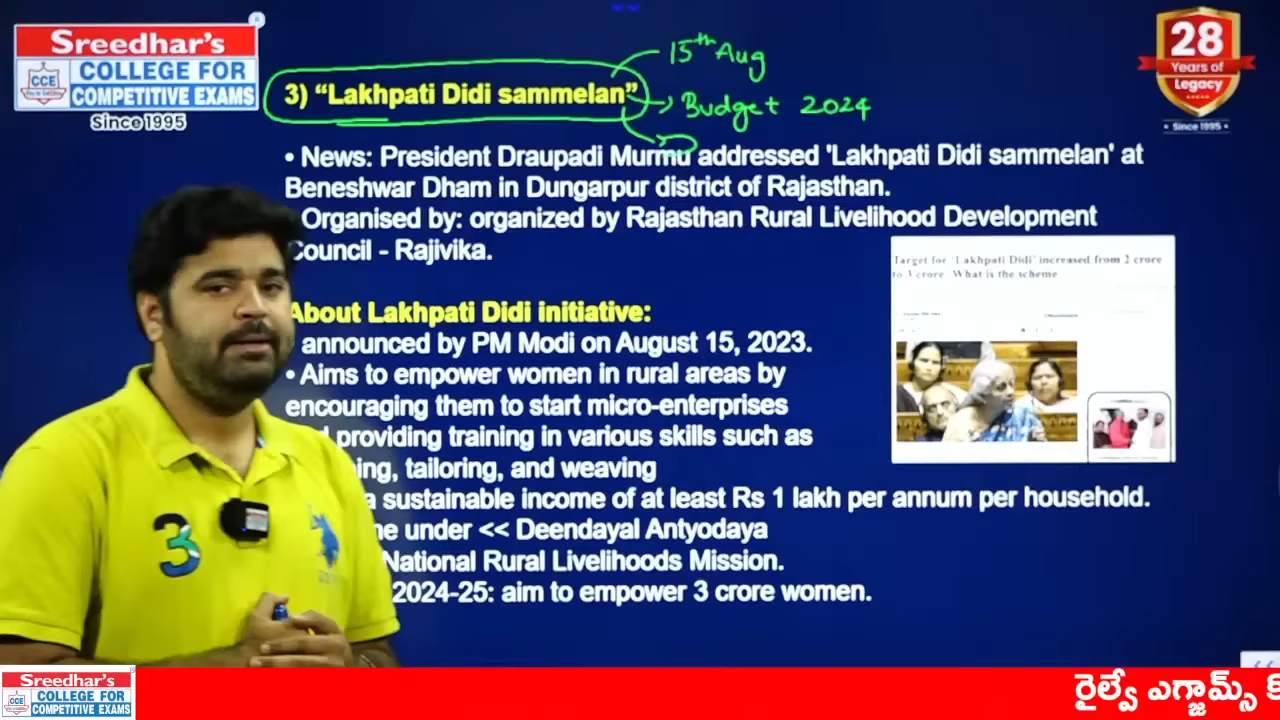 Sreedhar's
CCE
COLLEGE FOR
COMPETITIVE EXAMS
Since 1995
15th Aug
3) “Lakhpati Didi sammelan”
Budget 2024
28
Years of
Legacy
Since 1995
• News: President Draupadi Murmu addressed 'Lakhpati Didi sammelan' at
Beneshwar Dham in Dungarpur district of Rajasthan.
Organised by: organized by Rajasthan Rural Livelihood Development
Council - Rajivika.
Target for 'Lakhpati Didi' increased from 2 crore
to 3 crore. What is the scheme
About Lakhpati Didi initiative:
announced by PM Modi on August 15, 2023.
• Aims to empower women in rural areas by
encouraging them to start micro-enterprises
providing training in various skills such as
tailoring, and weaving
a sustainable income of at least Rs 1 lakh per annum per household.
under << Deendayal Antyodaya
National Rural Livelihoods Mission.
2024-25: aim to empower 3 crore women.
3
Sreedhar's
CCE
COLLEGE FOR
COMPETITIVE EXAMS
రైల్వే ఎగ్జామ్స్